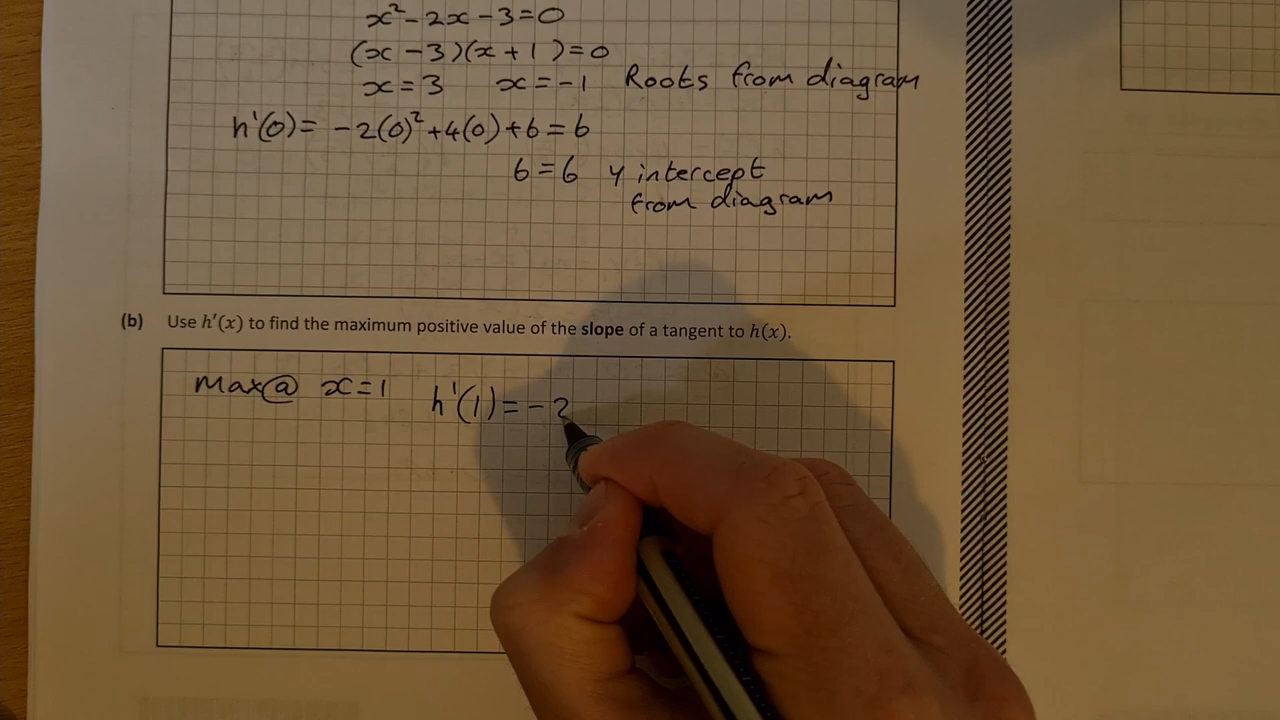 x² - 2x - 3 = 0
(x - 3)(x + 1) = 0
x = 3 x = -1 Roots from diagram
h'(0) = -2(0)² + 4(0) + 6 = 6
6 = 6 y intercept
from diagram
(b) Use h′(x) to find the maximum positive value of the slope of a tangent to h(x).
Max @ x = 1 h'(1) = -2